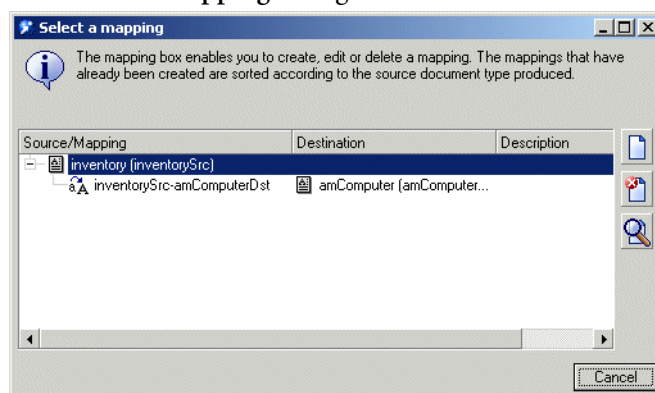 Select a mapping
The mapping box enables you to create, edit or delete a mapping. The mappings that have
already been created are sorted according to the source document type produced.
Source/Mapping Destination Description
inventory (inventorySrc)
inventorySrc-amComputerDst amComputer (amComputer...
Cancel